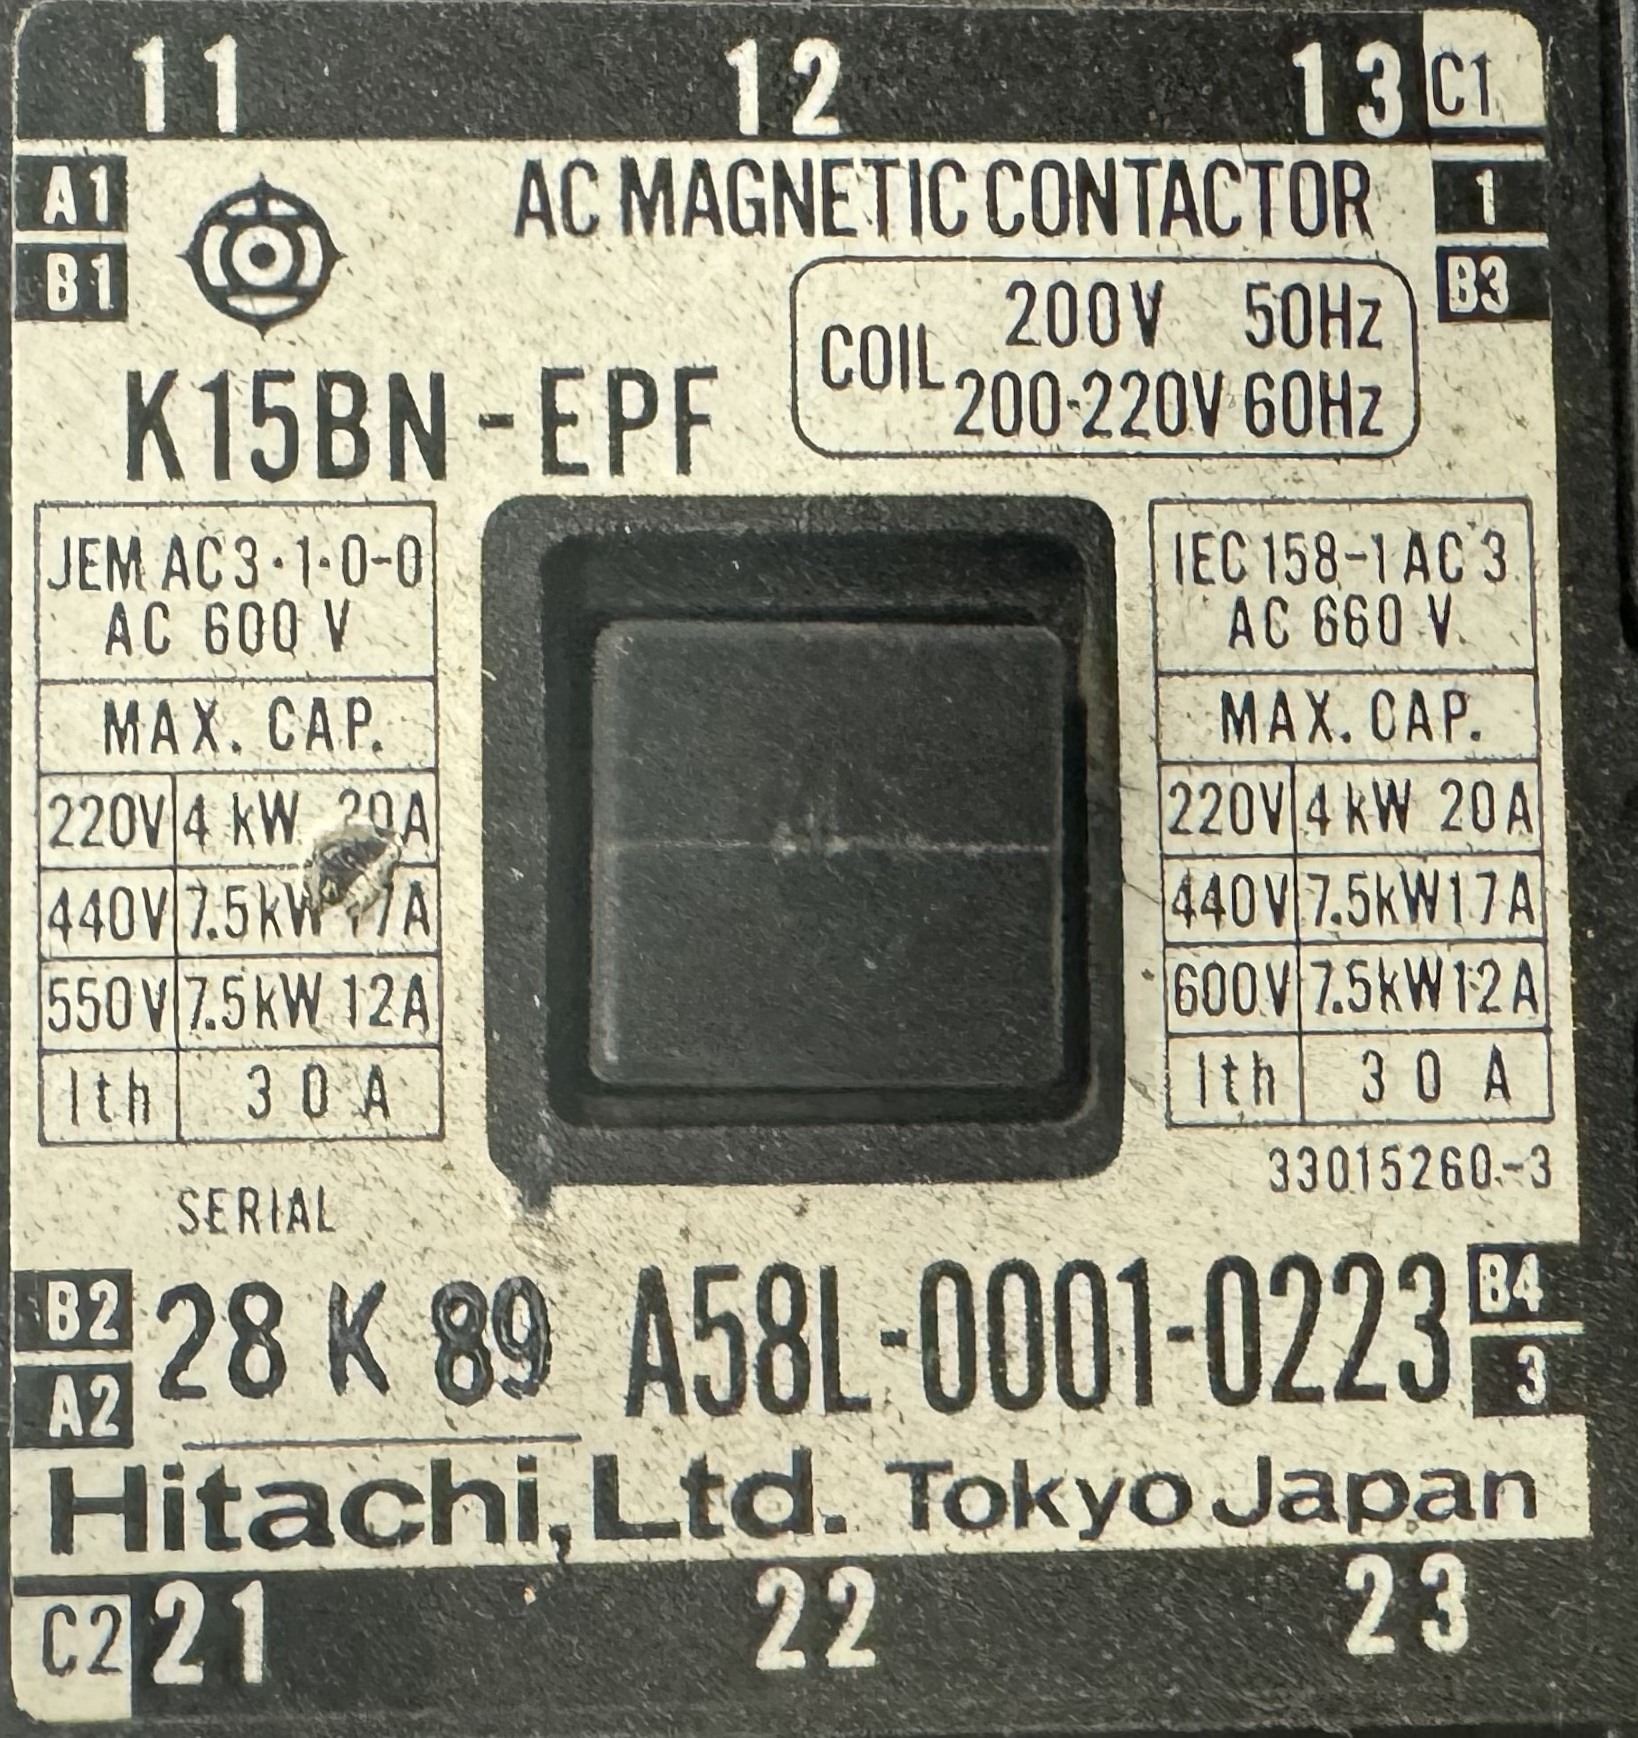 11 12 13 C1
A1 AC MAGNETIC CONTACTOR 1
B1 B3
COIL 200V 50Hz
200-220V 60Hz
K15BN-EPF
JEM AC3·1·0-0
AC 600 V
MAX. CAP.
220V 4 kW 20A
440V 7.5kW 17A
550V 7.5kW 12A
Ith 30A
IEC 158-1 AC 3
AC 660 V
MAX. CAP.
220V 4 kW 20A
440V 7.5kW 17A
600V 7.5kW 12A
Ith 30 A
33015260-3
SERIAL
B2 28 K 89 A58L-0001-0223 B4
A2 3
Hitachi, Ltd. Tokyo Japan
C2 21 22 23